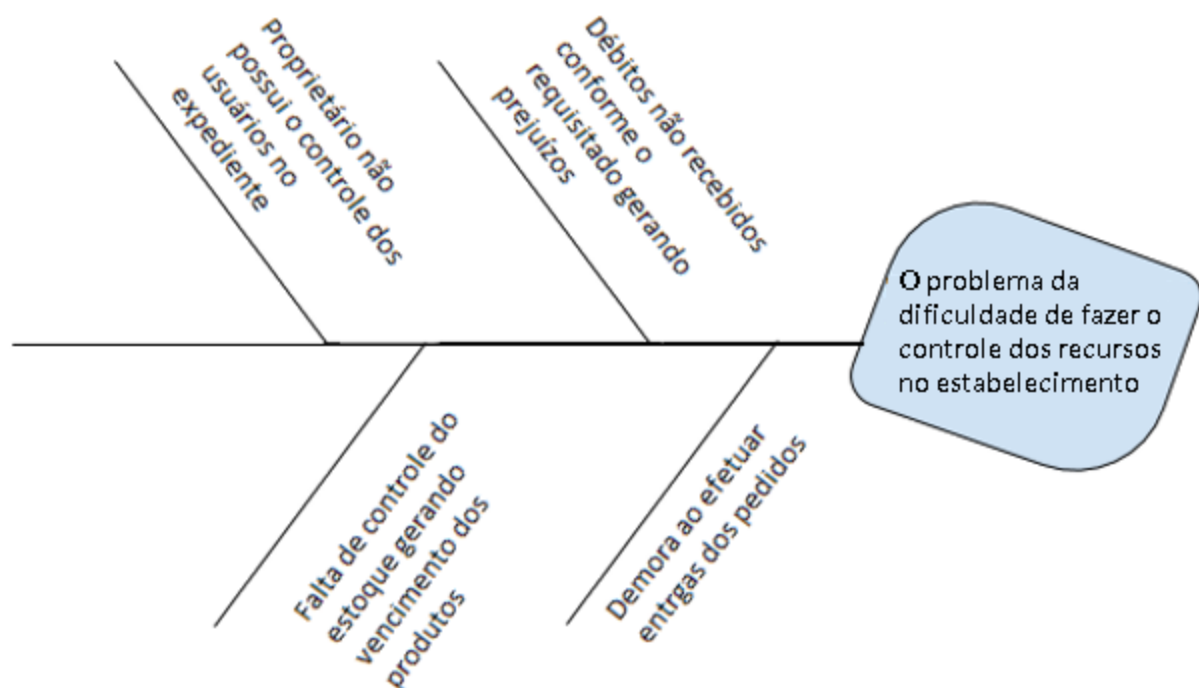 Proprietário não
possui o controle dos
usuários no
expediente
Débitos não recebidos
conforme o
requisitado gerando
prejuízos
O problema da
dificuldade de fazer o
controle dos recursos
no estabelecimento
Falta de controle do
estoque gerando
vencimento dos
produtos
Demora ao efetuar
entrgas dos pedidos